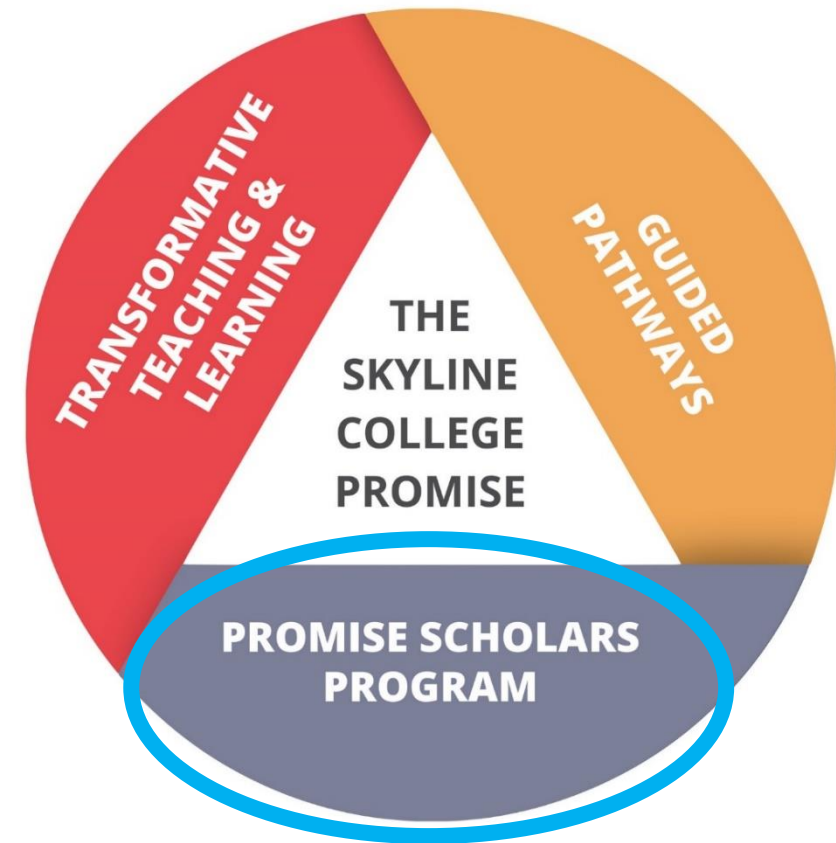 TRANSFORMATIVE
TEACHING &
LEARNING
GUIDED
PATHWAYS
THE
SKYLINE
COLLEGE
PROMISE
PROMISE SCHOLARS
PROGRAM